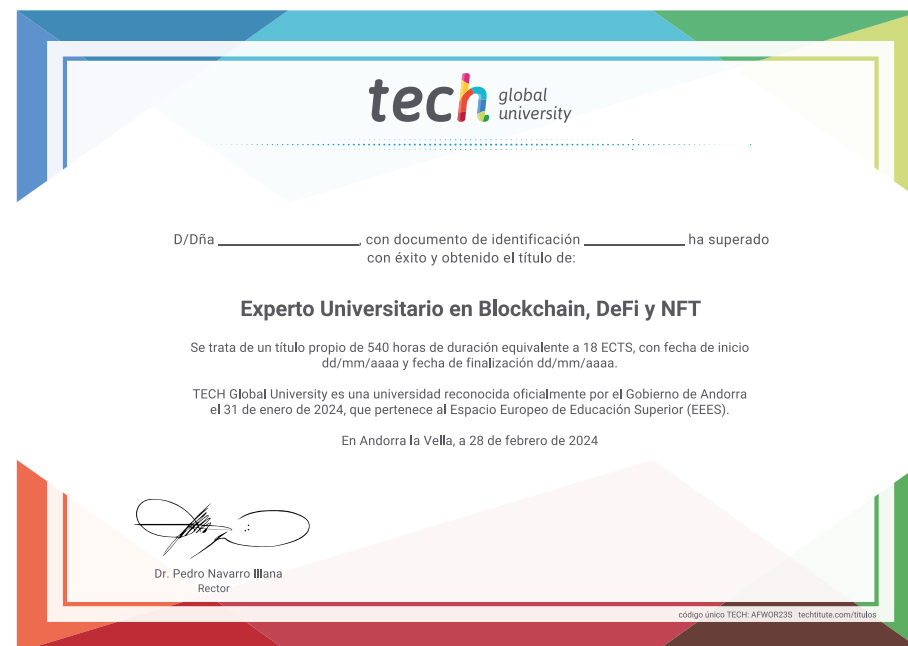 tech global university
D/Dña ____________________, con documento de identificación ______________ ha superado
con éxito y obtenido el título de:
Experto Universitario en Blockchain, DeFi y NFT
Se trata de un título propio de 540 horas de duración equivalente a 18 ECTS, con fecha de inicio
dd/mm/aaaa y fecha de finalización dd/mm/aaaa.
TECH Global University es una universidad reconocida oficialmente por el Gobierno de Andorra
el 31 de enero de 2024, que pertenece al Espacio Europeo de Educación Superior (EEES).
En Andorra la Vella, a 28 de febrero de 2024
Dr. Pedro Navarro Illana
Rector
código único TECH: AFWOR23S techtitute.com/titulos